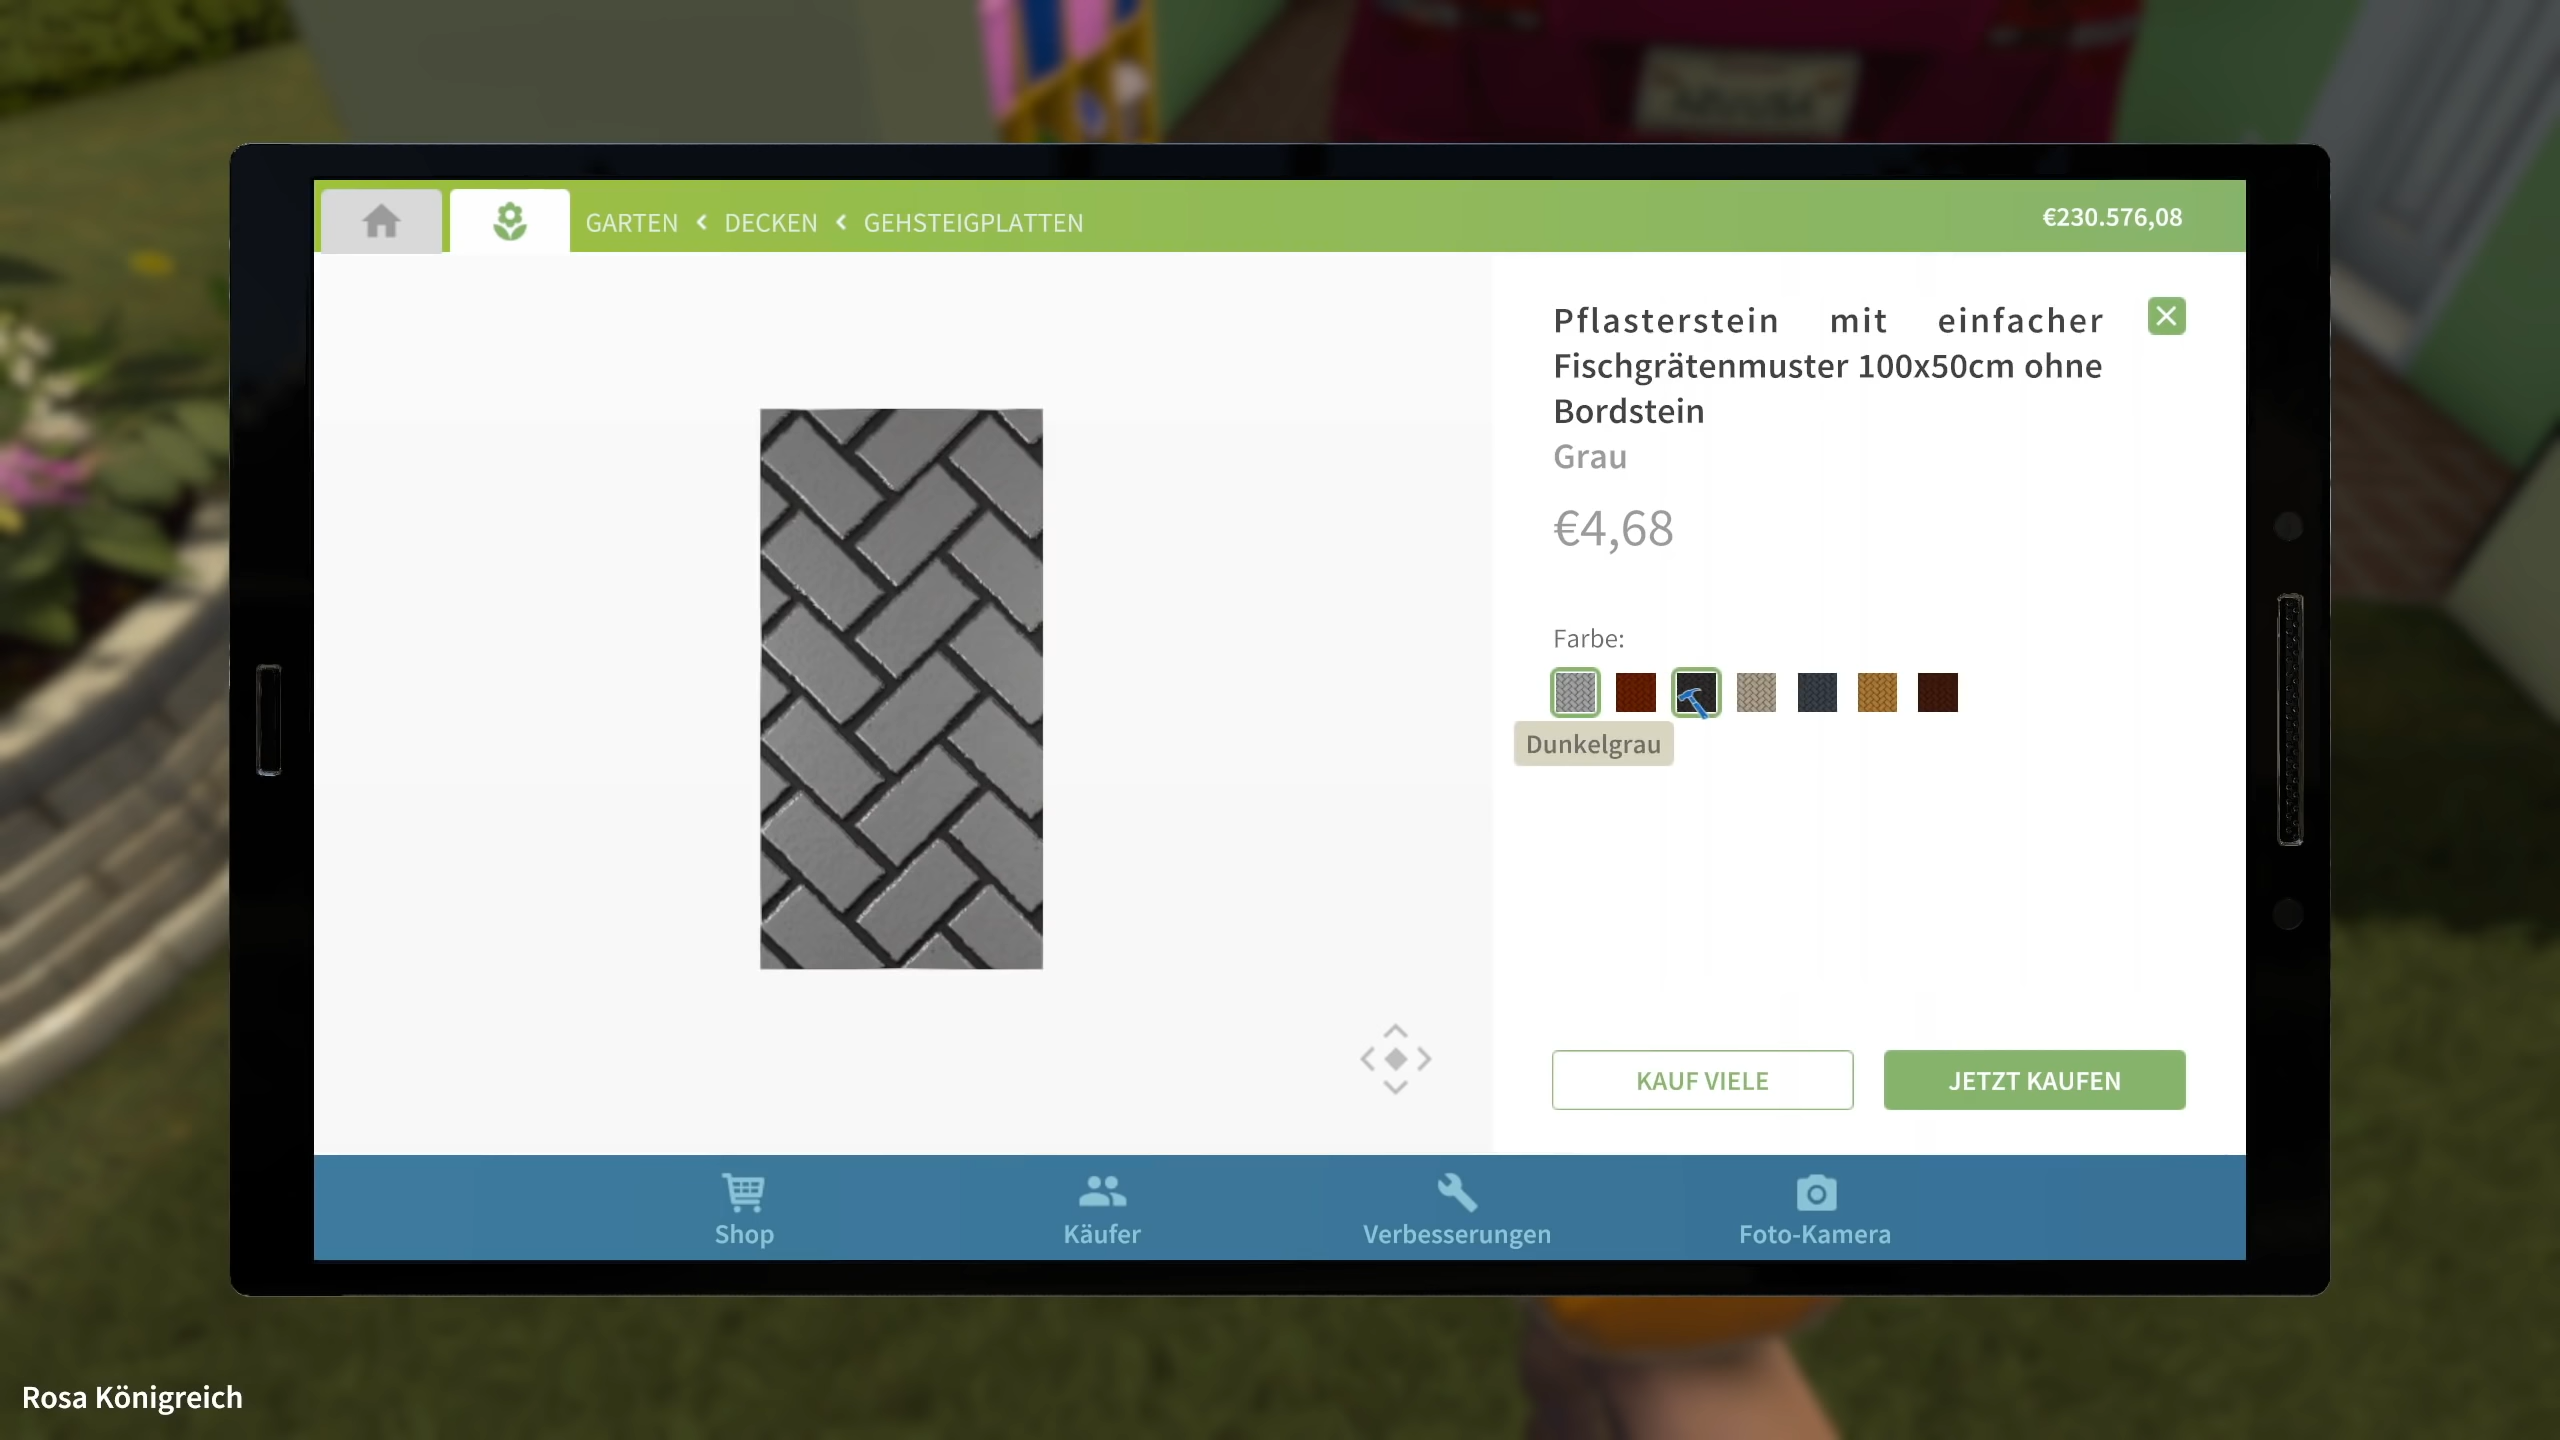 GARTEN < DECKEN < GEHSTEIGPLATTEN
€230.576,08
Pflasterstein mit einfacher
Fischgrätenmuster 100x50cm ohne
Bordstein
Grau
€4,68
Farbe:
Dunkelgrau
KAUF VIELE
JETZT KAUFEN
Shop
Käufer
Verbesserungen
Foto-Kamera
Rosa Königreich